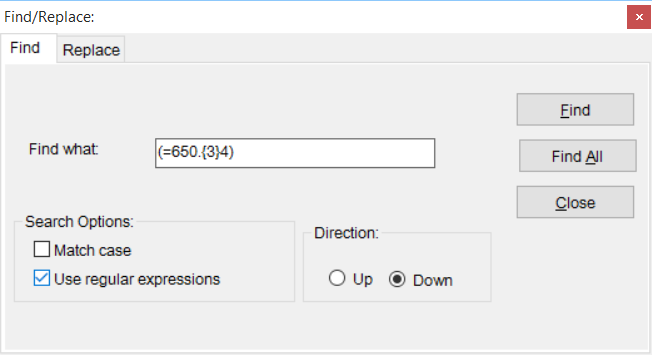 Find/Replace:
Find
Replace
Find what:
(=650.{3}4)
Find
Find All
Close
Search Options:
Match case
Use regular expressions
Direction:
Up
Down